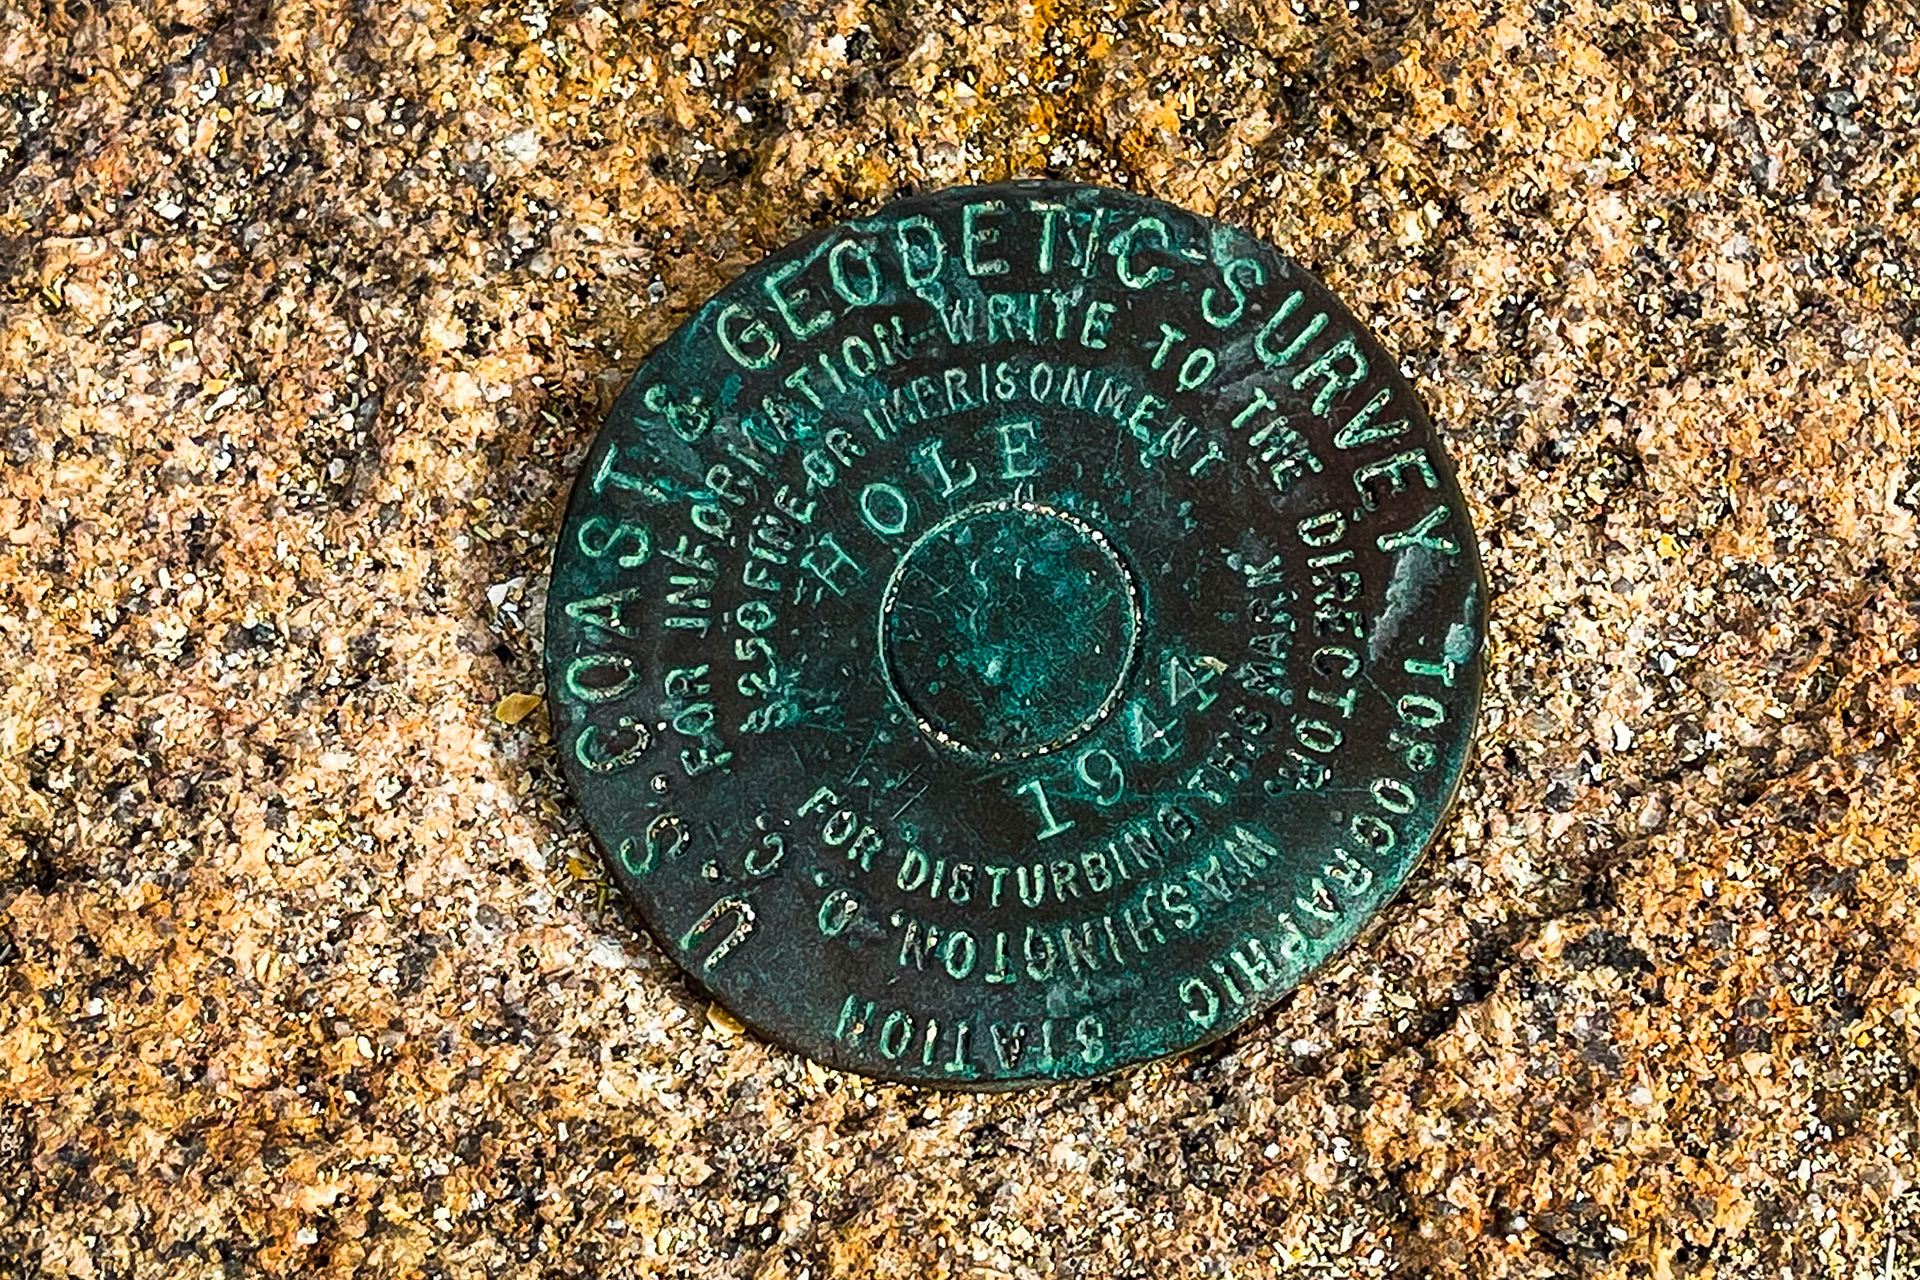 U.S. COAST & GEODETIC SURVEY
TOPOGRAPHIC STATION
FOR INFORMATION WRITE TO THE DIRECTOR
WASHINGTON, D. C.
$250 FINE OR IMPRISONMENT
FOR DISTURBING THIS MARK
HOLE
1944